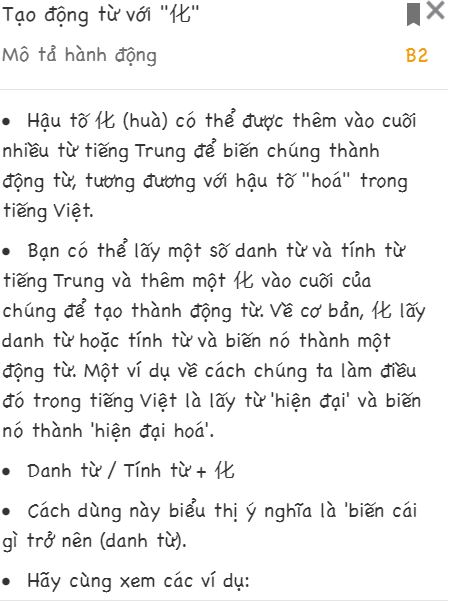 Tạo động từ với "化"
Mô tả hành động B2
• Hậu tố 化 (huà) có thể được thêm vào cuối
nhiều từ tiếng Trung để biến chúng thành
động từ, tương đương với hậu tố "hoá" trong
tiếng Việt.
• Bạn có thể lấy một số danh từ và tính từ
tiếng Trung và thêm một 化 vào cuối của
chúng để tạo thành động từ. Về cơ bản, 化 lấy
danh từ hoặc tính từ và biến nó thành một
động từ. Một ví dụ về cách chúng ta làm điều
đó trong tiếng Việt là lấy từ 'hiện đại' và biến
nó thành 'hiện đại hoá'.
• Danh từ / Tính từ + 化
• Cách dùng này biểu thị ý nghĩa là 'biến cái
gì trở nên (danh từ).
• Hãy cùng xem các ví dụ: